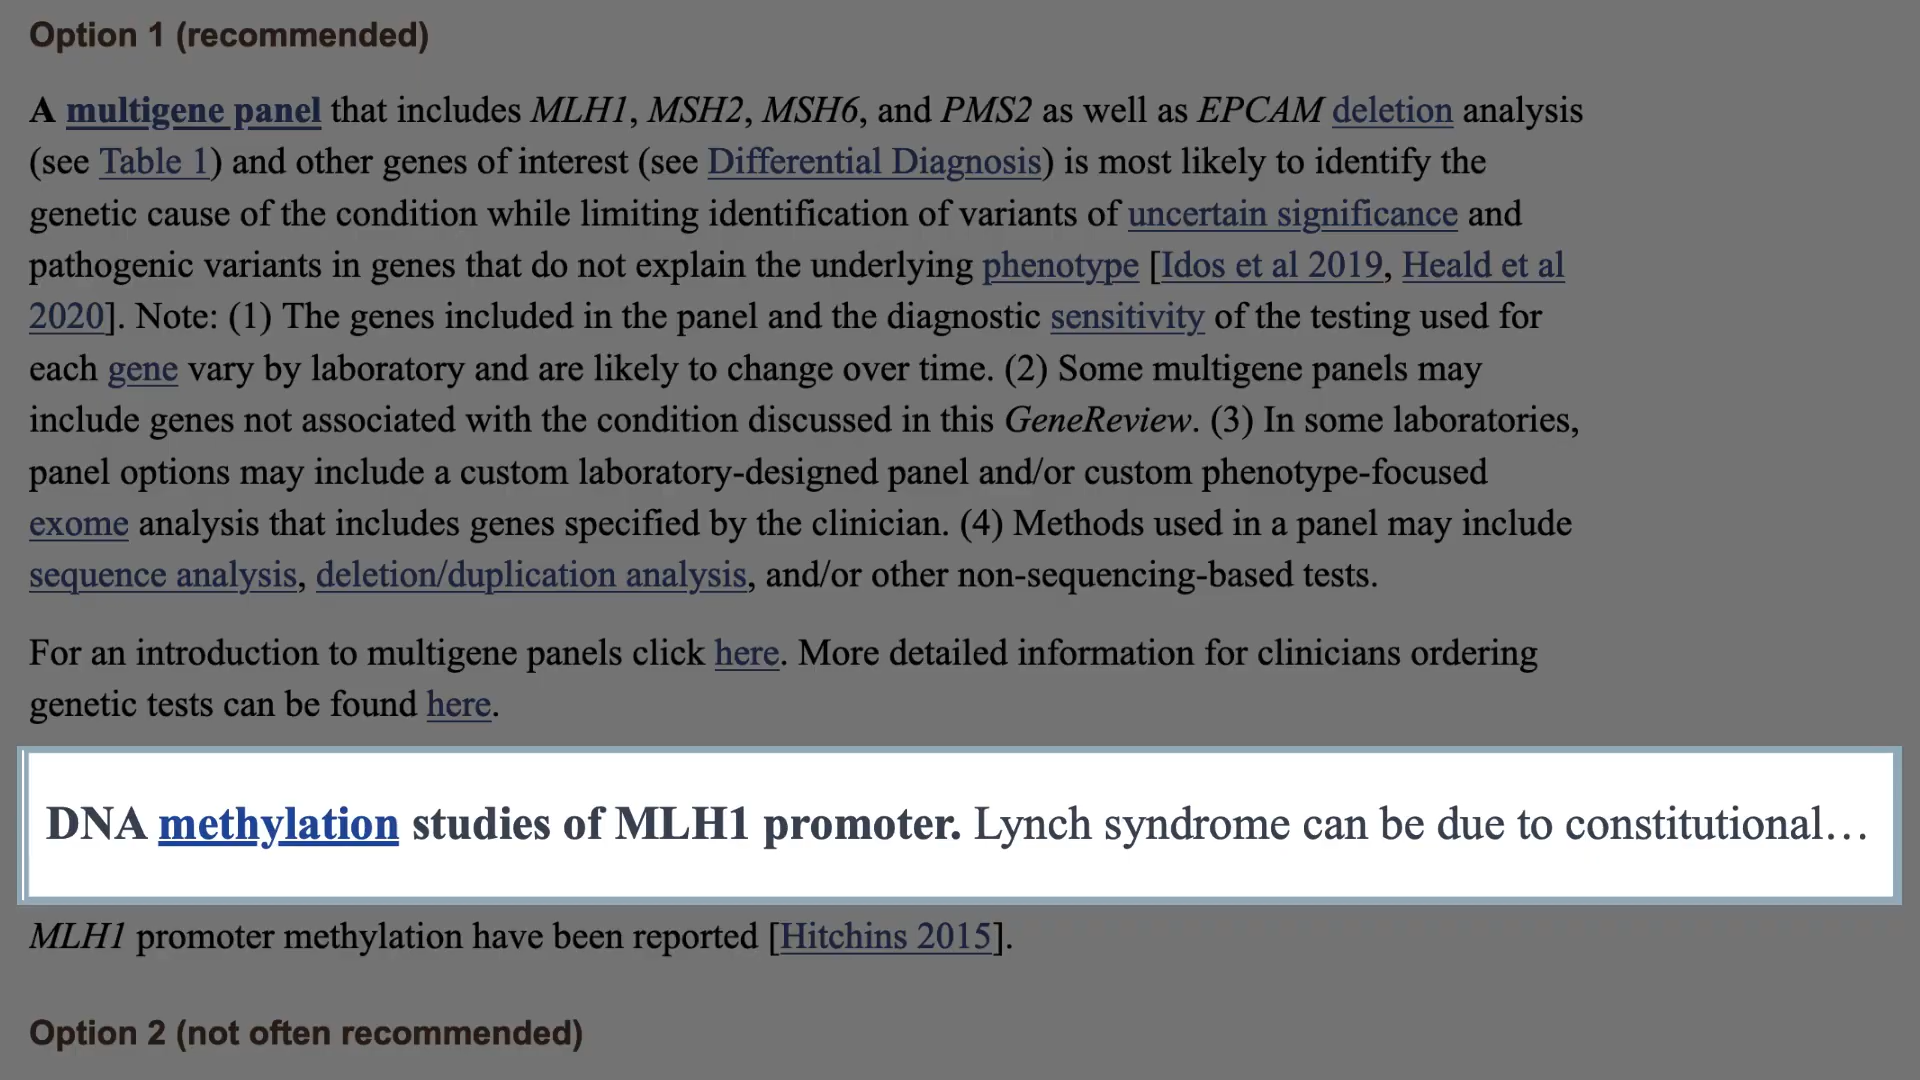 Option 1 (recommended)
A multigene panel that includes MLH1, MSH2, MSH6, and PMS2 as well as EPCAM deletion analysis
(see Table 1) and other genes of interest (see Differential Diagnosis) is most likely to identify the
genetic cause of the condition while limiting identification of variants of uncertain significance and
pathogenic variants in genes that do not explain the underlying phenotype [Idos et al 2019, Heald et al
2020]. Note: (1) The genes included in the panel and the diagnostic sensitivity of the testing used for
each gene vary by laboratory and are likely to change over time. (2) Some multigene panels may
include genes not associated with the condition discussed in this GeneReview. (3) In some laboratories,
panel options may include a custom laboratory-designed panel and/or custom phenotype-focused
exome analysis that includes genes specified by the clinician. (4) Methods used in a panel may include
sequence analysis, deletion/duplication analysis, and/or other non-sequencing-based tests.
For an introduction to multigene panels click here. More detailed information for clinicians ordering
genetic tests can be found here.
DNA methylation studies of MLH1 promoter. Lynch syndrome can be due to constitutional…
MLH1 promoter methylation have been reported [Hitchins 2015].
Option 2 (not often recommended)